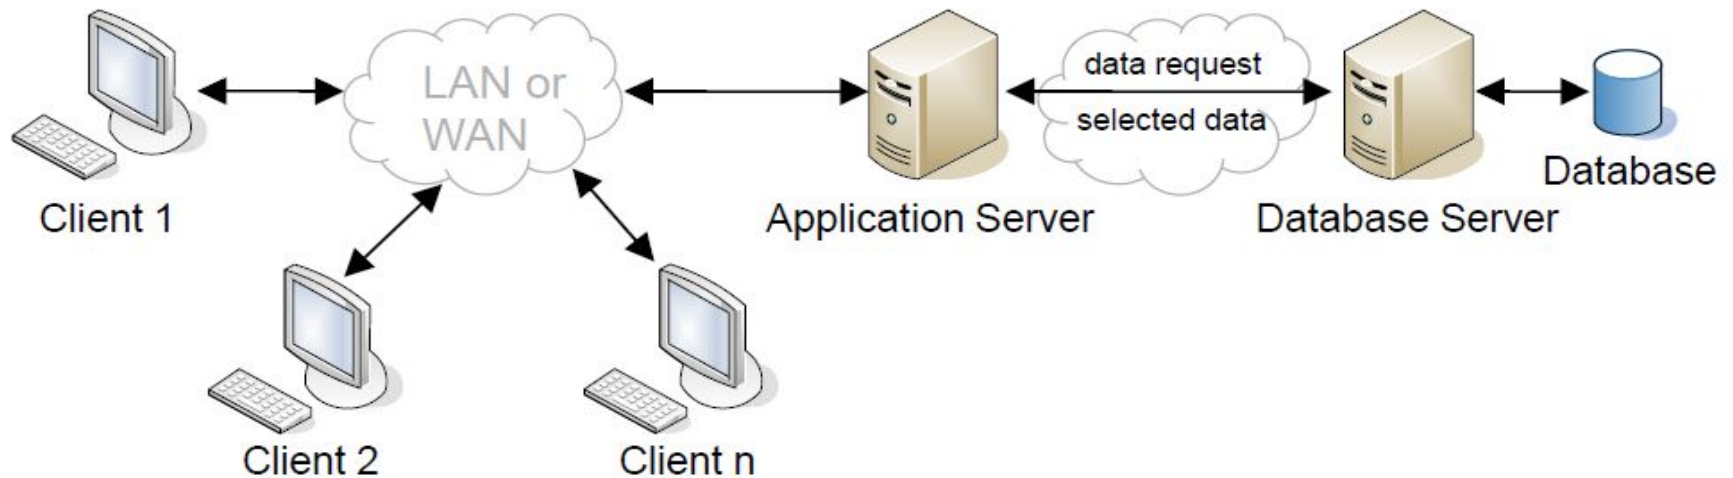 LAN or
WAN
data request
selected data
Database
Client 1
Application Server
Database Server
Client 2
Client n